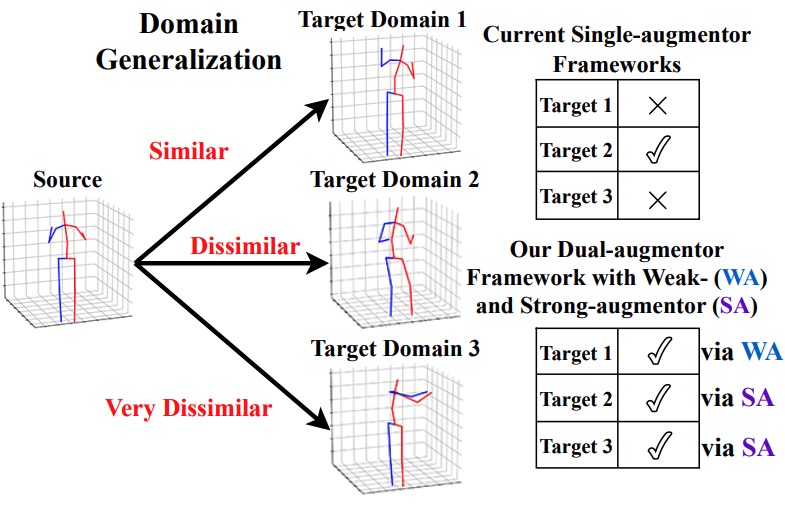 Domain
Generalization
Source
Similar
Dissimilar
Very Dissimilar
Target Domain 1
Target Domain 2
Target Domain 3
Current Single-augmentor
Frameworks
Target 1 ×
Target 2 ✓
Target 3 ×
Our Dual-augmentor
Framework with Weak- (WA)
and Strong-augmentor (SA)
Target 1 ✓ via WA
Target 2 ✓ via SA
Target 3 ✓ via SA